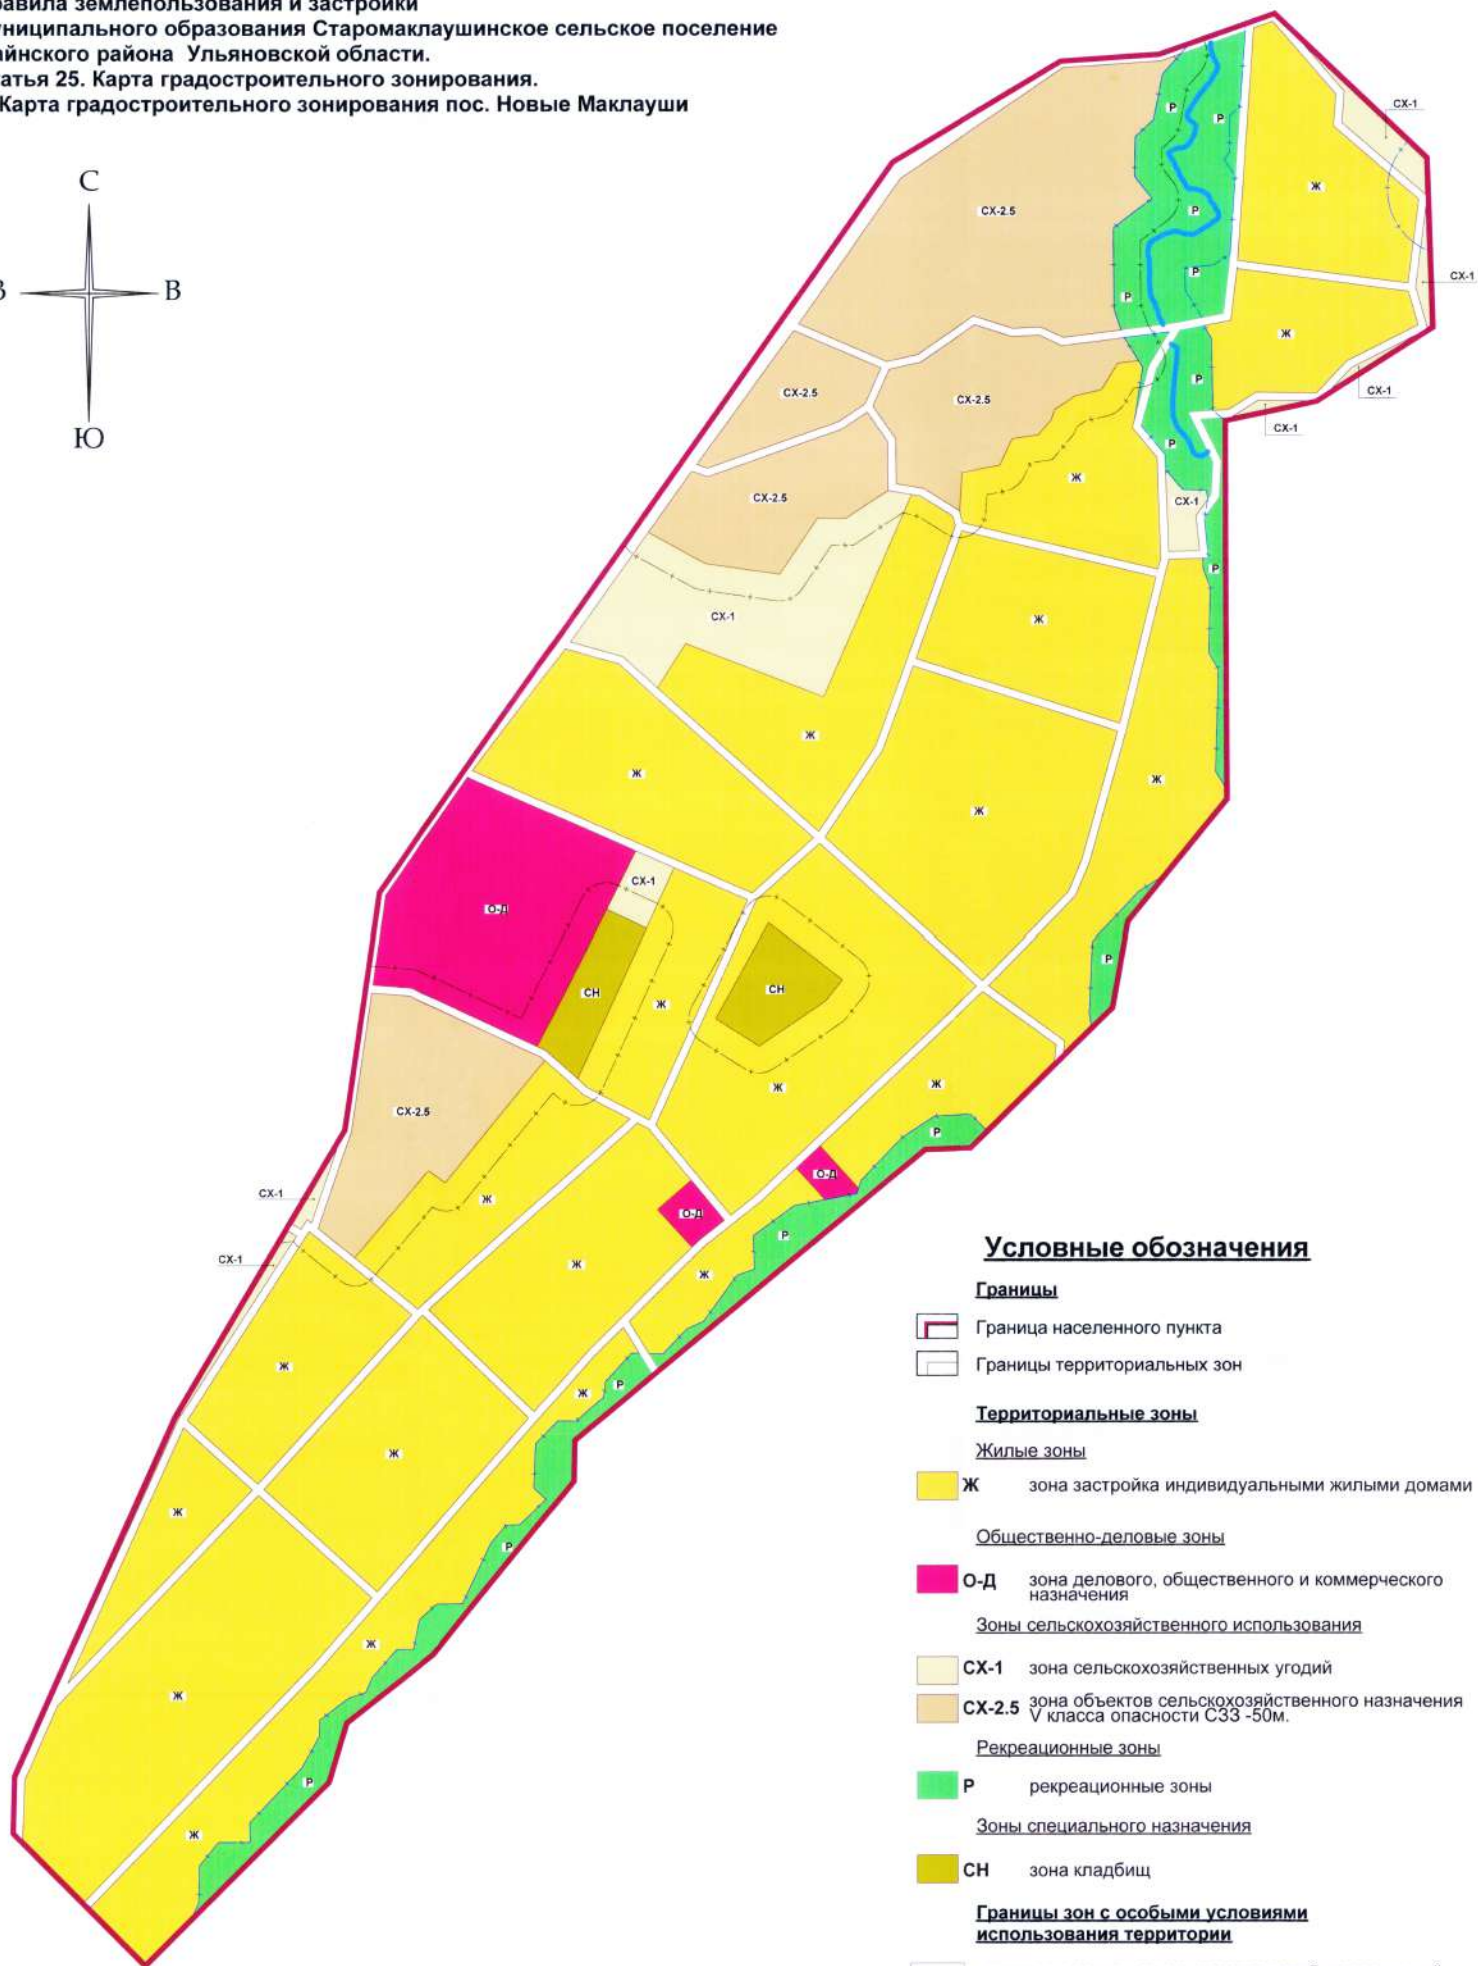 равила землепользования и застройки
униципального образования Старомаклаушинское сельское поселение
айнского района Ульяновской области.
атья 25. Карта градостроительного зонирования.
Карта градостроительного зонирования пос. Новые Маклауши
С
В
Ю
СХ-1
Р
Р
Ж
СХ-2.5
Р
Р
СХ-1
Р
Ж
Р
СХ-1
СХ-2.5
СХ-2.5
СХ-1
Р
Ж
СХ-2.5
СХ-1
Р
СХ-1
Ж
Ж
Ж
Ж
Ж
СХ-1
О-Д
Р
СН
СН
Ж
Ж
Ж
СХ-2.5
Р
О-Д
СХ-1
Ж
О-Д
Р
СХ-1
Ж
Ж
Ж
Р
Ж
Ж
Ж
Р
Ж
Ж
Р
Ж
Условные обозначения
Границы
Граница населенного пункта
Границы территориальных зон
Территориальные зоны
Жилые зоны
Ж зона застройка индивидуальными жилыми домами
Общественно-деловые зоны
О-Д зона делового, общественного и коммерческого
назначения
Зоны сельскохозяйственного использования
СХ-1 зона сельскохозяйственных угодий
СХ-2.5 зона объектов сельскохозяйственного назначения
V класса опасности СЗЗ -50м.
Рекреационные зоны
Р рекреационные зоны
Зоны специального назначения
СН зона кладбищ
Границы зон с особыми условиями
использования территории